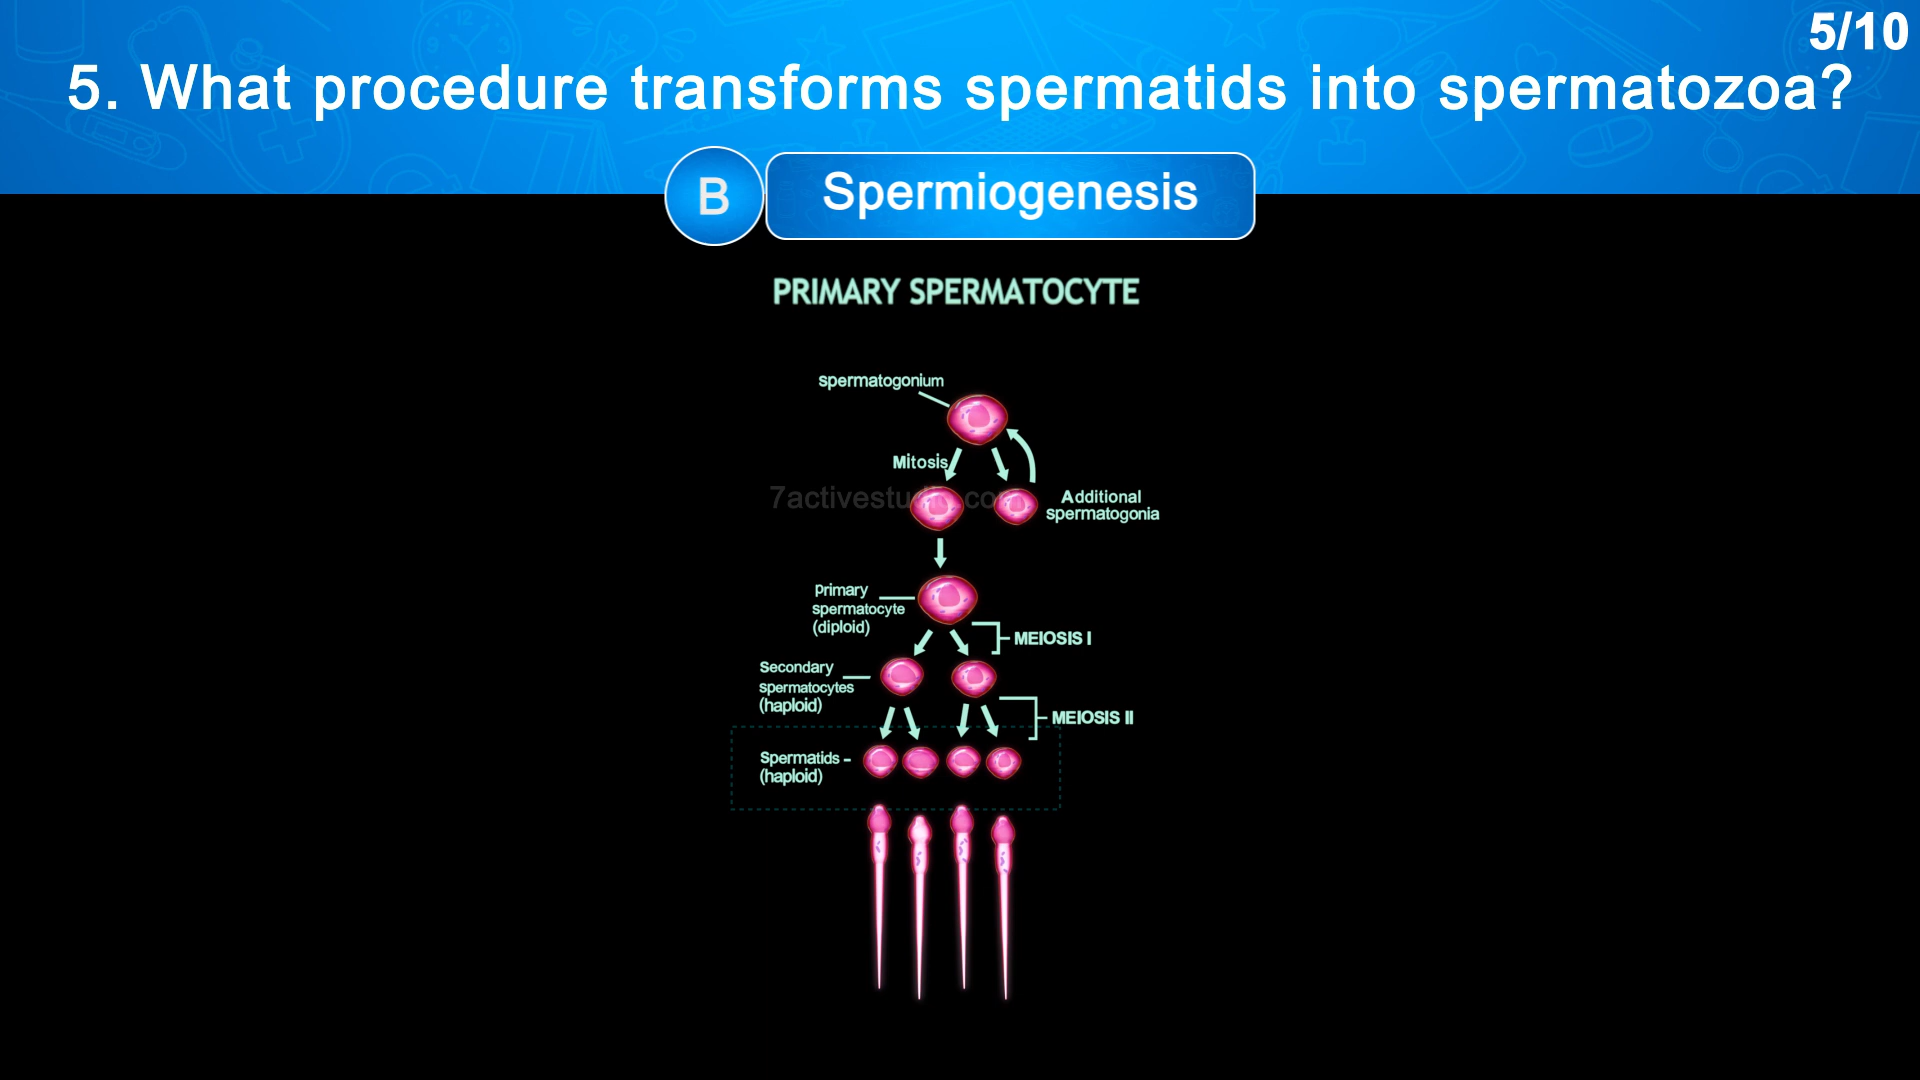 5/10
5. What procedure transforms spermatids into spermatozoa?
B Spermiogenesis
PRIMARY SPERMATOCYTE
spermatogonium
Mitosis
7activestudio.com
Additional
spermatogonia
primary
spermatocyte
(diploid)
MEIOSIS I
Secondary
spermatocytes
(haploid)
MEIOSIS II
Spermatids
(haploid)